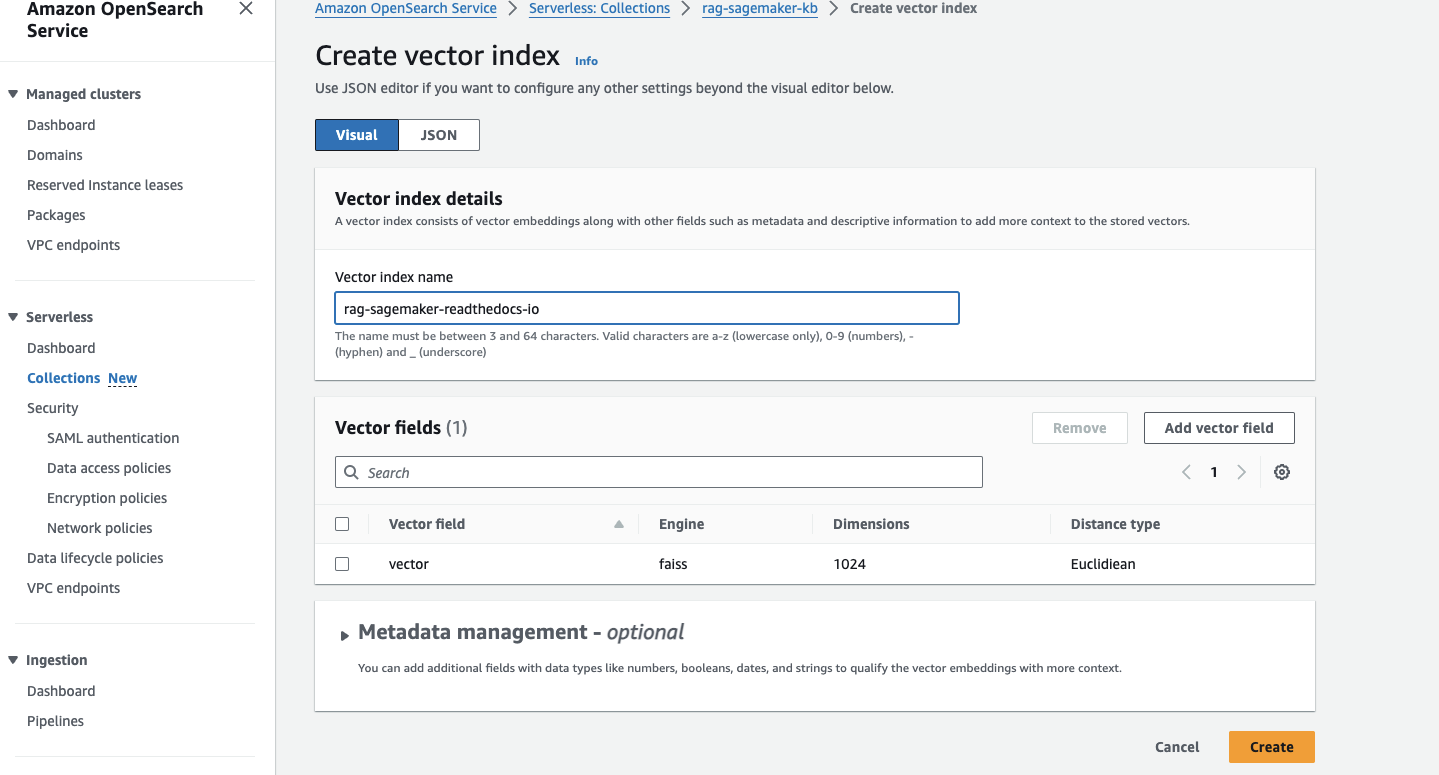 Amazon OpenSearch
Service
Managed clusters
Dashboard
Domains
Reserved Instance leases
Packages
VPC endpoints
Serverless
Dashboard
Collections New
Security
SAML authentication
Data access policies
Encryption policies
Network policies
Data lifecycle policies
VPC endpoints
Ingestion
Dashboard
Pipelines
Amazon OpenSearch Service > Serverless: Collections > rag-sagemaker-kb > Create vector index
Create vector index Info
Use JSON editor if you want to configure any other settings beyond the visual editor below.
Visual JSON
Vector index details
A vector index consists of vector embeddings along with other fields such as metadata and descriptive information to add more context to the stored vectors.
Vector index name
rag-sagemaker-readthedocs-io
The name must be between 3 and 64 characters. Valid characters are a-z (lowercase only), 0-9 (numbers), -
(hyphen) and _ (underscore)
Vector fields (1) Remove Add vector field
Search 1
Vector field Engine Dimensions Distance type
vector faiss 1024 Euclidiean
Metadata management - optional
You can add additional fields with data types like numbers, booleans, dates, and strings to qualify the vector embeddings with more context.
Cancel Create